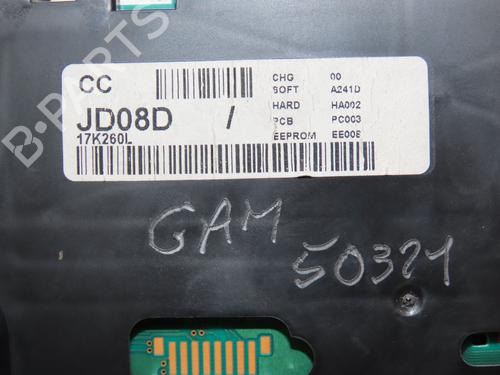 CC
CHG 00
SOFT A241D
JD08D /
HARD HA002
PCB PC003
17K260L
EEPROM EE008
GAM
50321
B-PARTS